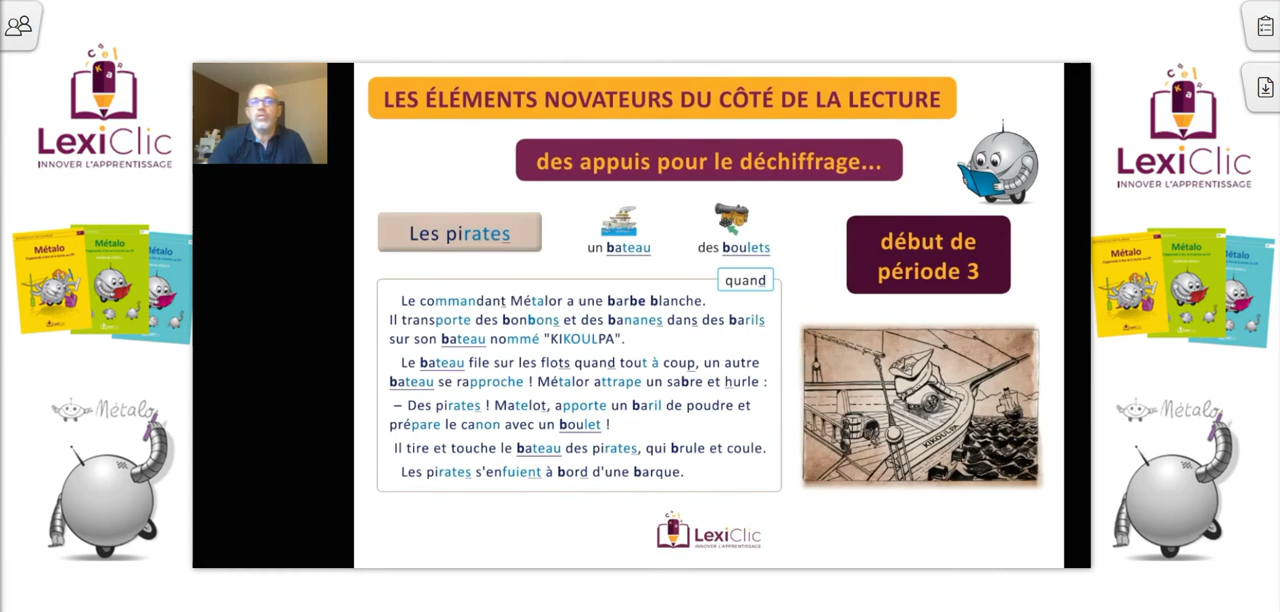 LexiClic
INNOVER L'APPRENTISSAGE
Métalo
Métalo
Métalo
Métalo
LES ÉLÉMENTS NOVATEURS DU CÔTÉ DE LA LECTURE
des appuis pour le déchiffrage...
Les pirates
un bateau
des boulets
début de
période 3
quand
Le commandant Métalor a une barbe blanche.
Il transporte des bonbons et des bananes dans des barils
sur son bateau nommé "KIKOULPA".
Le bateau file sur les flots quand tout à coup, un autre
bateau se rapproche ! Métalor attrape un sabre et hurle :
– Des pirates ! Matelot, apporte un baril de poudre et
prépare le canon avec un boulet !
Il tire et touche le bateau des pirates, qui brule et coule.
Les pirates s'enfuient à bord d'une barque.
KIKOULPA
LexiClic
INNOVER L'APPRENTISSAGE
LexiClic
INNOVER L'APPRENTISSAGE
Métalo
Métalo
Métalo
Métalo